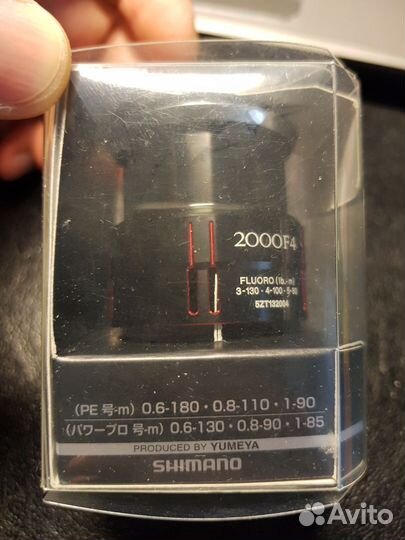 2000F4
FLUORO (lb.-m)
3-130・4-100・5-80
5ZT132004
(PE 号-m) 0.6-180・0.8-110・1-90
(パワープロ 号-m) 0.6-130・0.8-90・1-85
PRODUCED BY YUMEYA
SHIMANO
Avito